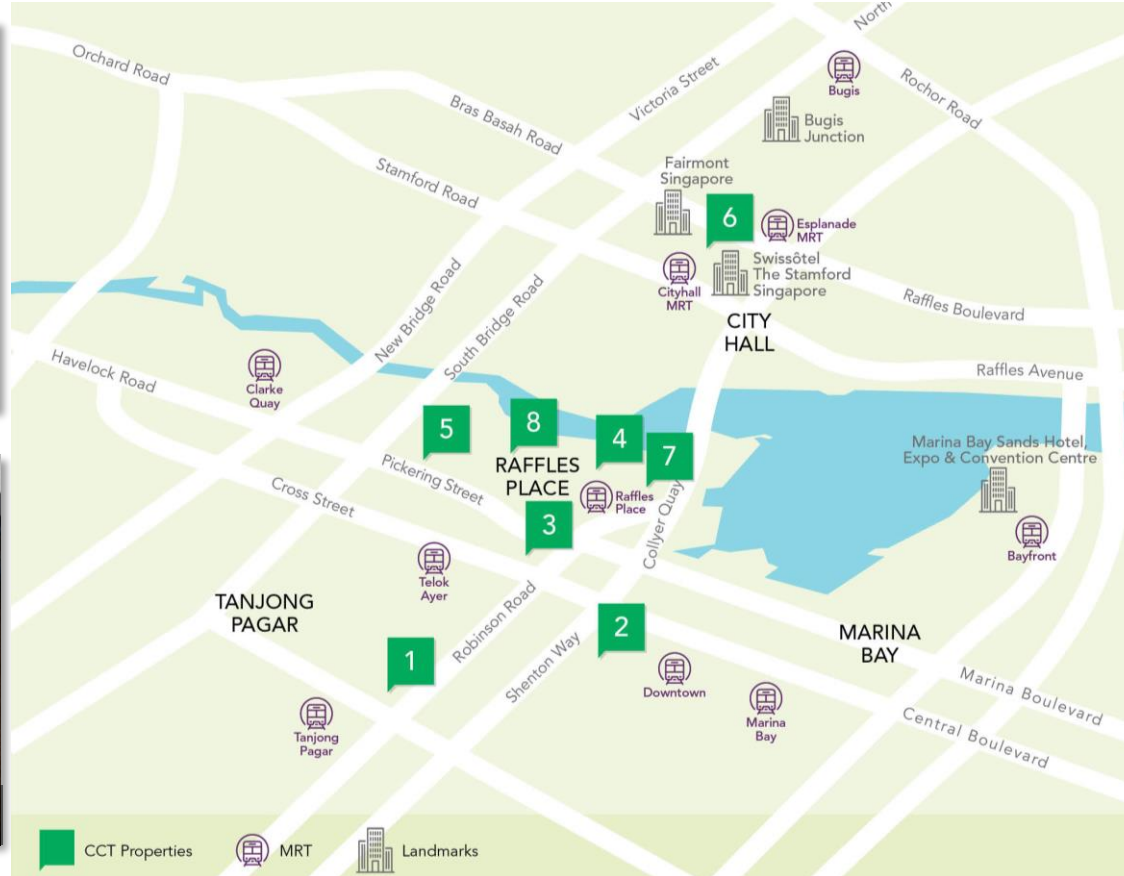 North
Orchard Road
Bugis
Victoria Street
Rochor Road
Bras Basah Road
Bugis
Junction
Fairmont
Singapore
Stamford Road
6
Esplanade
MRT
Swissôtel
The Stamford
Singapore
Cityhall
MRT
New Bridge Road
South Bridge Road
Raffles Boulevard
CITY
HALL
Havelock Road
Clarke
Quay
Raffles Avenue
5
8
4
7
Marina Bay Sands Hotel,
Expo & Convention Centre
RAFFLES
PLACE
Pickering Street
Cross Street
Raffles
Place
3
Collyer Quay
Bayfront
Telok
Ayer
TANJONG
PAGAR
Robinson Road
2
MARINA
BAY
1
Shenton Way
Downtown
Marina
Bay
Marina Boulevard
Central Boulevard
Tanjong
Pagar
CCT Properties
MRT
Landmarks